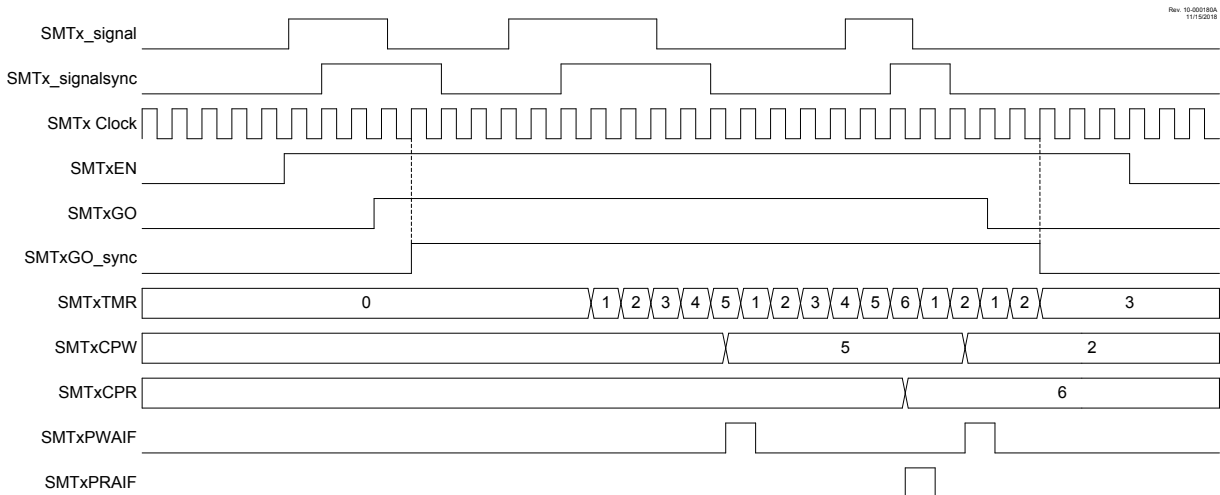 Rev. 10-000180A
11/15/2018
SMTx_signal
SMTx_signalsync
SMTx Clock
SMTxEN
SMTxGO
SMTxGO_sync
SMTxTMR 0 1 2 3 4 5 1 2 3 4 5 6 1 2 1 2 3
SMTxCPW 5 2
SMTxCPR 6
SMTxPWAIF
SMTxPRAIF